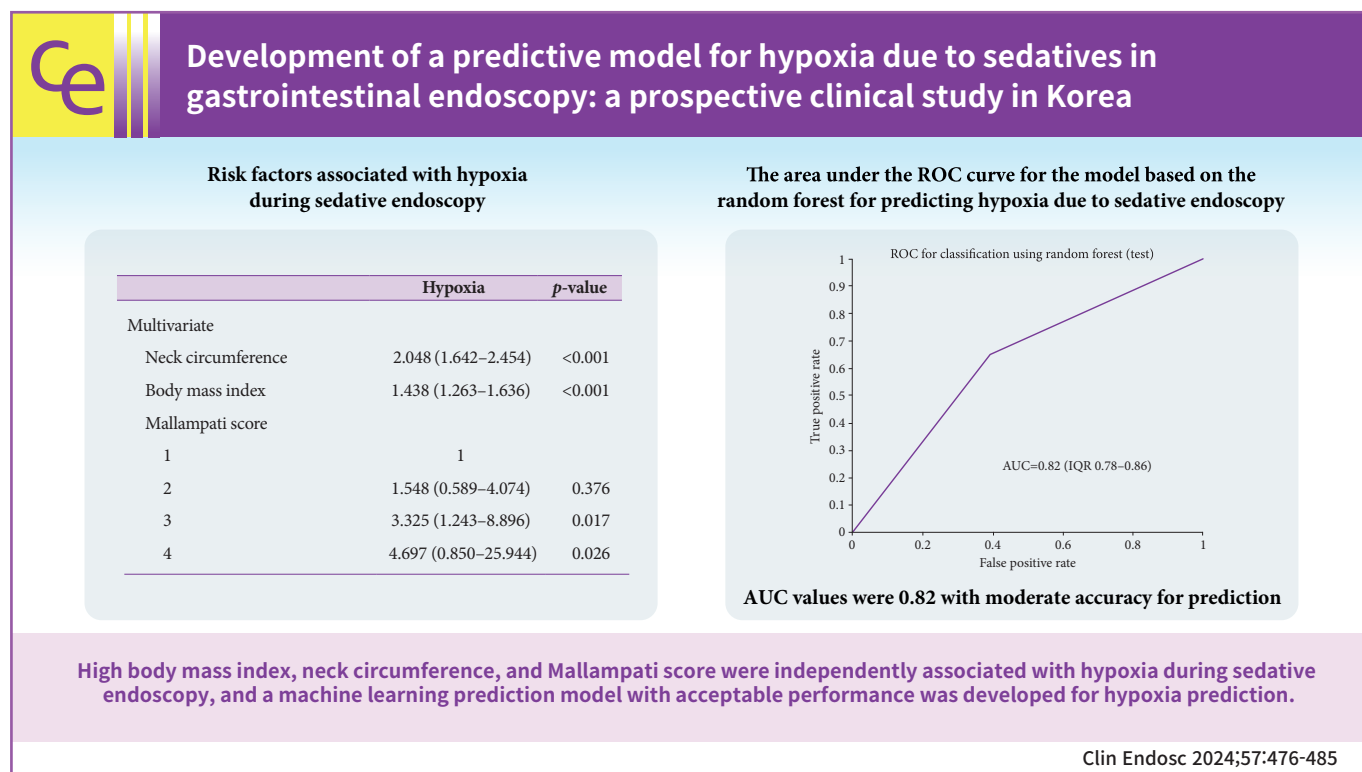 Ce
Development of a predictive model for hypoxia due to sedatives in
gastrointestinal endoscopy: a prospective clinical study in Korea
Risk factors associated with hypoxia
during sedative endoscopy
Hypoxia p-value
Multivariate
Neck circumference 2.048 (1.642–2.454) <0.001
Body mass index 1.438 (1.263–1.636) <0.001
Mallampati score
1 1
2 1.548 (0.589–4.074) 0.376
3 3.325 (1.243–8.896) 0.017
4 4.697 (0.850–25.944) 0.026
The area under the ROC curve for the model based on the
random forest for predicting hypoxia due to sedative endoscopy
ROC for classification using random forest (test)
True positive rate
1
0.9
0.8
0.7
0.6
0.5
0.4
0.3
0.2
0.1
0
AUC=0.82 (IQR 0.78–0.86)
0 0.2 0.4 0.6 0.8 1
False positive rate
AUC values were 0.82 with moderate accuracy for prediction
High body mass index, neck circumference, and Mallampati score were independently associated with hypoxia during sedative
endoscopy, and a machine learning prediction model with acceptable performance was developed for hypoxia prediction.
Clin Endosc 2024;57:476-485